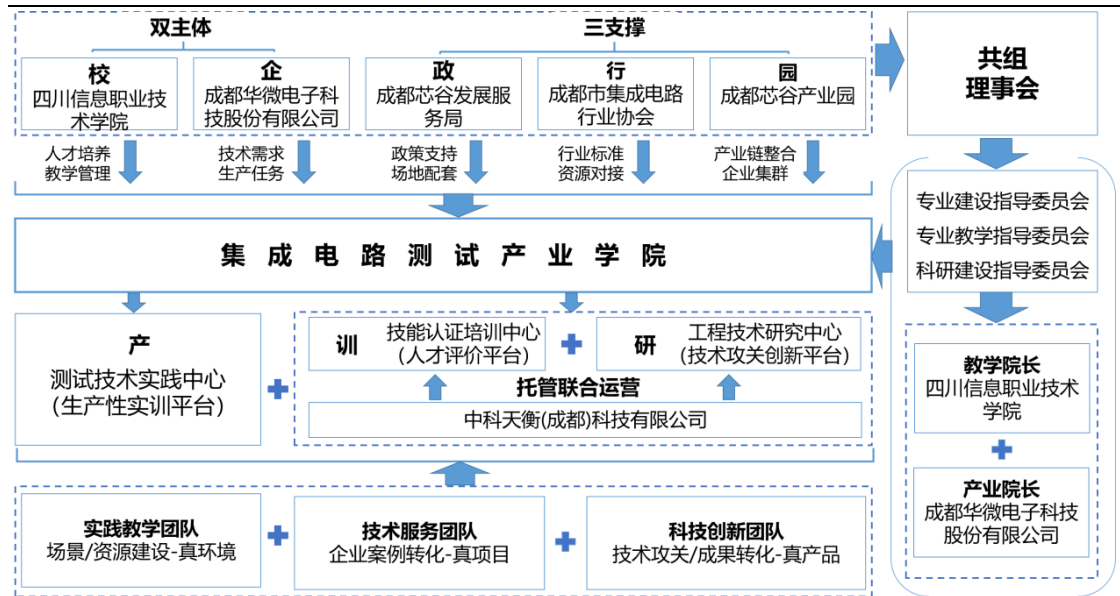 双主体
三支撑
校
四川信息职业技
术学院
企
成都华微电子科
技股份有限公司
政
成都芯谷发展服
务局
行
成都市集成电路
行业协会
园
成都芯谷产业园
共组
理事会
人才培养
教学管理
技术需求
生产任务
政策支持
场地配套
行业标准
资源对接
产业链整合
企业集群
专业建设指导委员会
专业教学指导委员会
科研建设指导委员会
集成电路测试产业学院
产
测试技术实践中心
（生产性实训平台）
训
技能认证培训中心
（人才评价平台）
研
工程技术研究中心
（技术攻关创新平台）
托管联合运营
中科天衡(成都)科技有限公司
教学院长
四川信息职业技术
学院
产业院长
成都华微电子科技
股份有限公司
实践教学团队
场景/资源建设-真环境
技术服务团队
企业案例转化-真项目
科技创新团队
技术攻关/成果转化-真产品